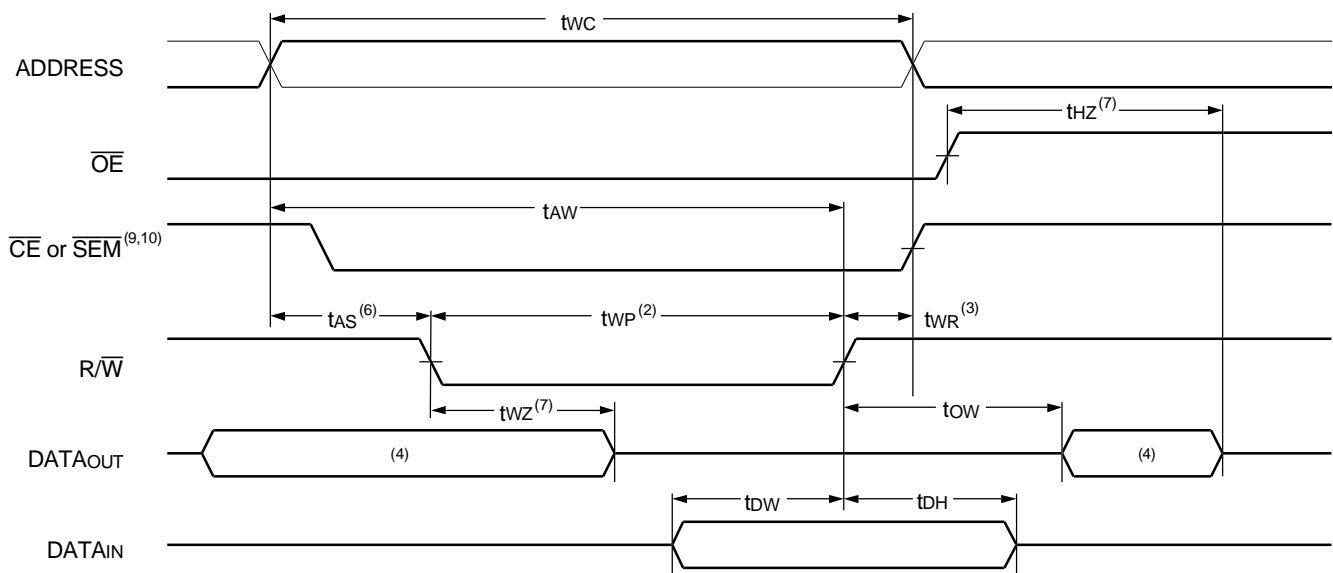 tWC
ADDRESS
tHZ(7)
OE
tAW
CE or SEM(9,10)
tAS(6) tWP(2) tWR(3)
R/W
tWZ(7) tOW
DATAOUT (4) (4)
tDW tDH
DATAIN